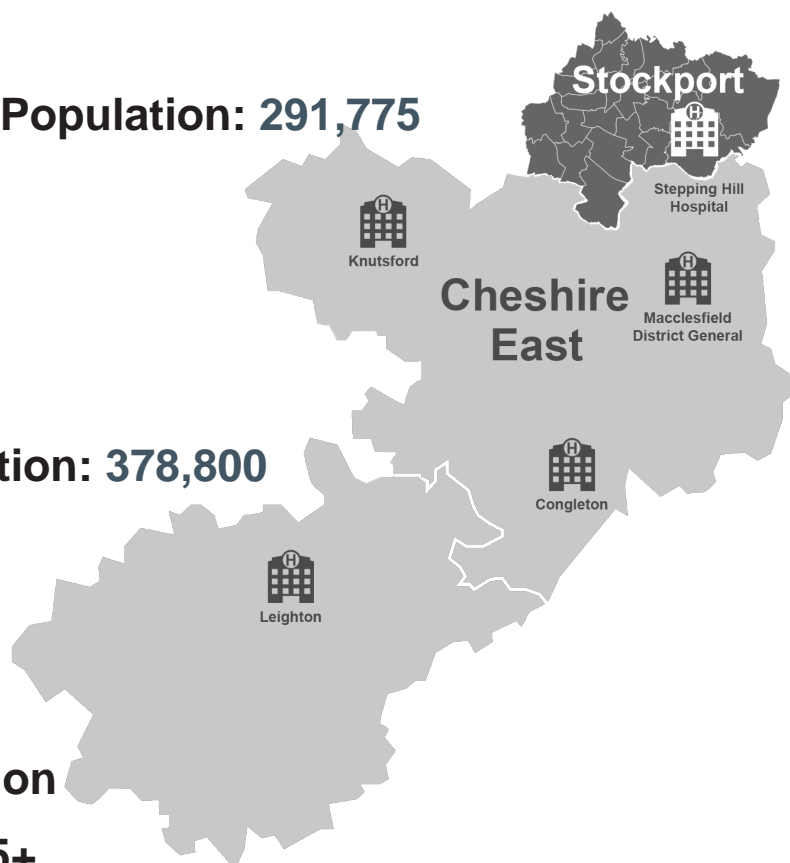 Stockport
Population: 291,775
H
Stepping Hill
Hospital
H
Knutsford
H
Macclesfield
District General
Cheshire
East
tion: 378,800
H
Congleton
H
Leighton
on
5+